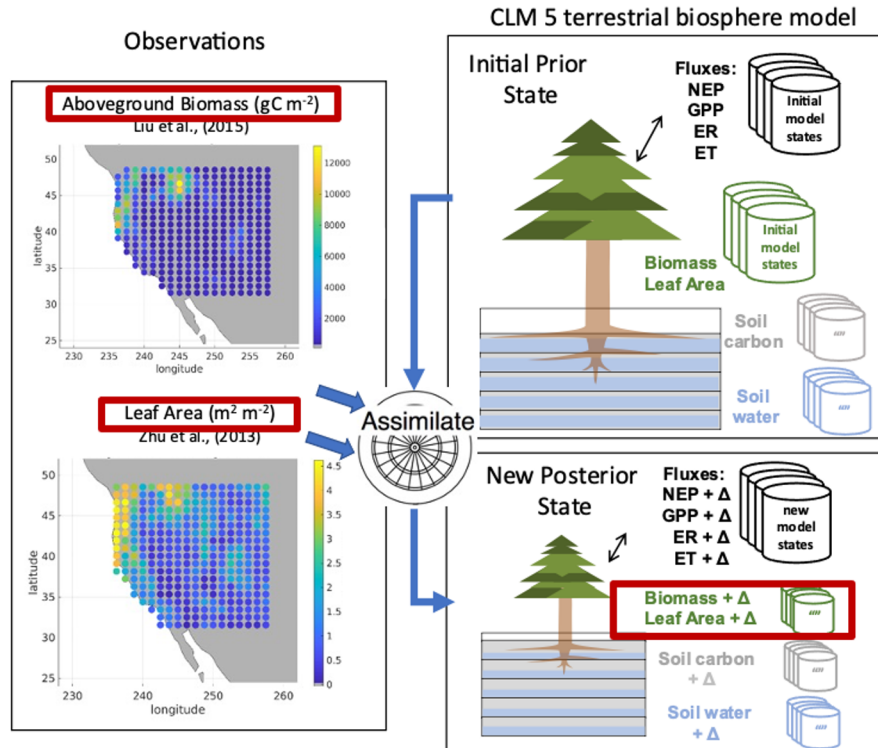 Observations
Aboveground Biomass (gC m⁻²)
Liu et al., (2015)
50
45
40
35
30
25
latitude
230
240
250
260
longitude
12000
10000
8000
6000
4000
2000
Leaf Area (m² m⁻²)
Zhu et al., (2013)
50
45
40
35
30
25
latitude
230
240
250
260
longitude
4.5
4
3.5
3
2.5
2
1.5
1
0.5
0
Assimilate
CLM 5 terrestrial biosphere model
Initial Prior
State
Fluxes:
NEP
GPP
ER
ET
Initial
model
states
Biomass
Leaf Area
Initial
model
states
Soil
carbon
""
Soil
water
""
New Posterior
State
Fluxes:
NEP + Δ
GPP + Δ
ER + Δ
ET + Δ
new
model
states
Biomass + Δ
Leaf Area + Δ
""
Soil carbon
+ Δ
""
Soil water
+ Δ
""